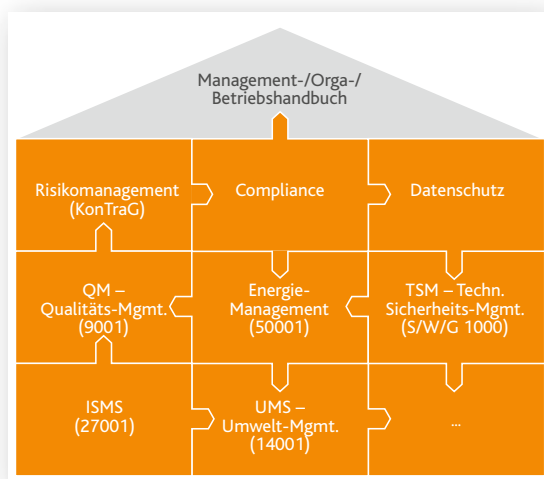 Management-/Orga-/
Betriebshandbuch
Risikomanagement
(KonTraG)
Compliance
Datenschutz
QM –
Qualitäts-Mgmt.
(9001)
Energie-
Management
(50001)
TSM – Techn.
Sicherheits-Mgmt.
(S/W/G 1000)
ISMS
(27001)
UMS –
Umwelt-Mgmt.
(14001)
...